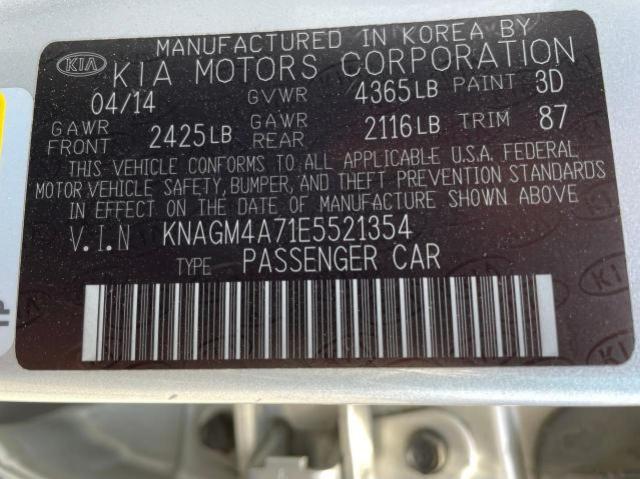 MANUFACTURED IN KOREA BY
KIA KIA MOTORS CORPORATION
04/14 GVWR 4365LB PAINT 3D
GAWR FRONT 2425LB GAWR REAR 2116LB TRIM 87
THIS VEHICLE CONFORMS TO ALL APPLICABLE U.S.A. FEDERAL
MOTOR VEHICLE SAFETY, BUMPER, AND THEFT PREVENTION STANDARDS
IN EFFECT ON THE DATE OF MANUFACTURE SHOWN ABOVE
V.I.N KNAGM4A71E5521354
TYPE PASSENGER CAR